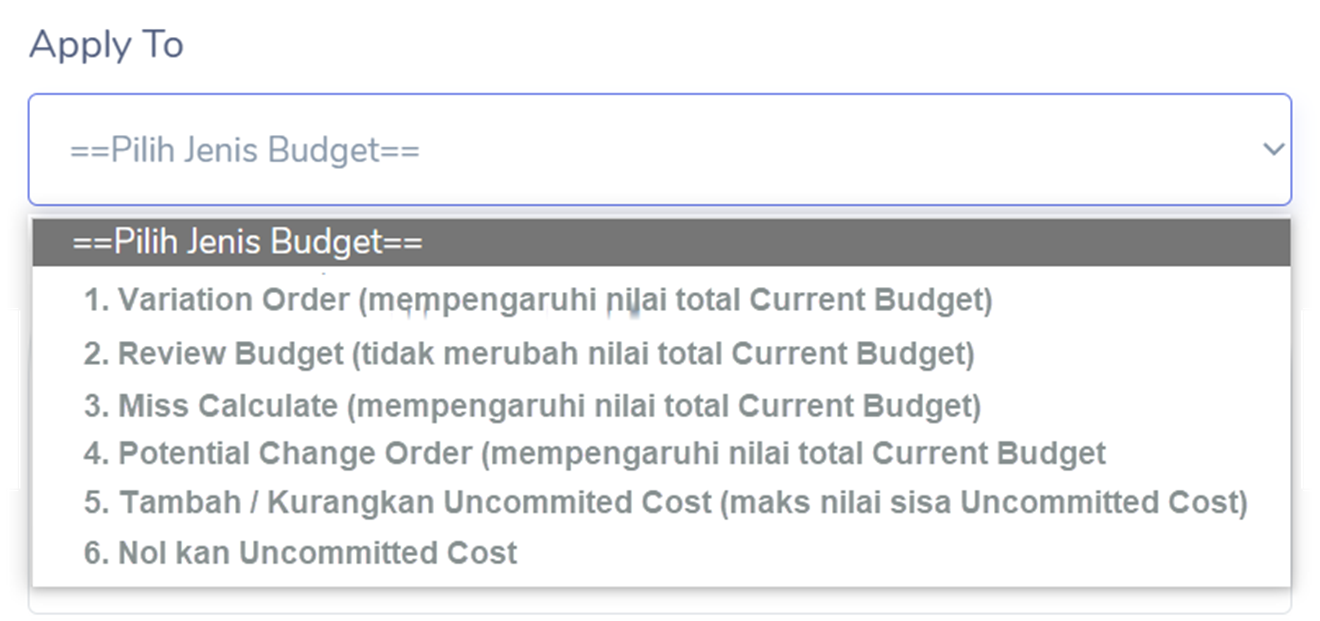 Apply To
==Pilih Jenis Budget==
==Pilih Jenis Budget==
1. Variation Order (mempengaruhi nilai total Current Budget)
2. Review Budget (tidak merubah nilai total Current Budget)
3. Miss Calculate (mempengaruhi nilai total Current Budget)
4. Potential Change Order (mempengaruhi nilai total Current Budget
5. Tambah / Kurangkan Uncommited Cost (maks nilai sisa Uncommitted Cost)
6. Nol kan Uncommitted Cost